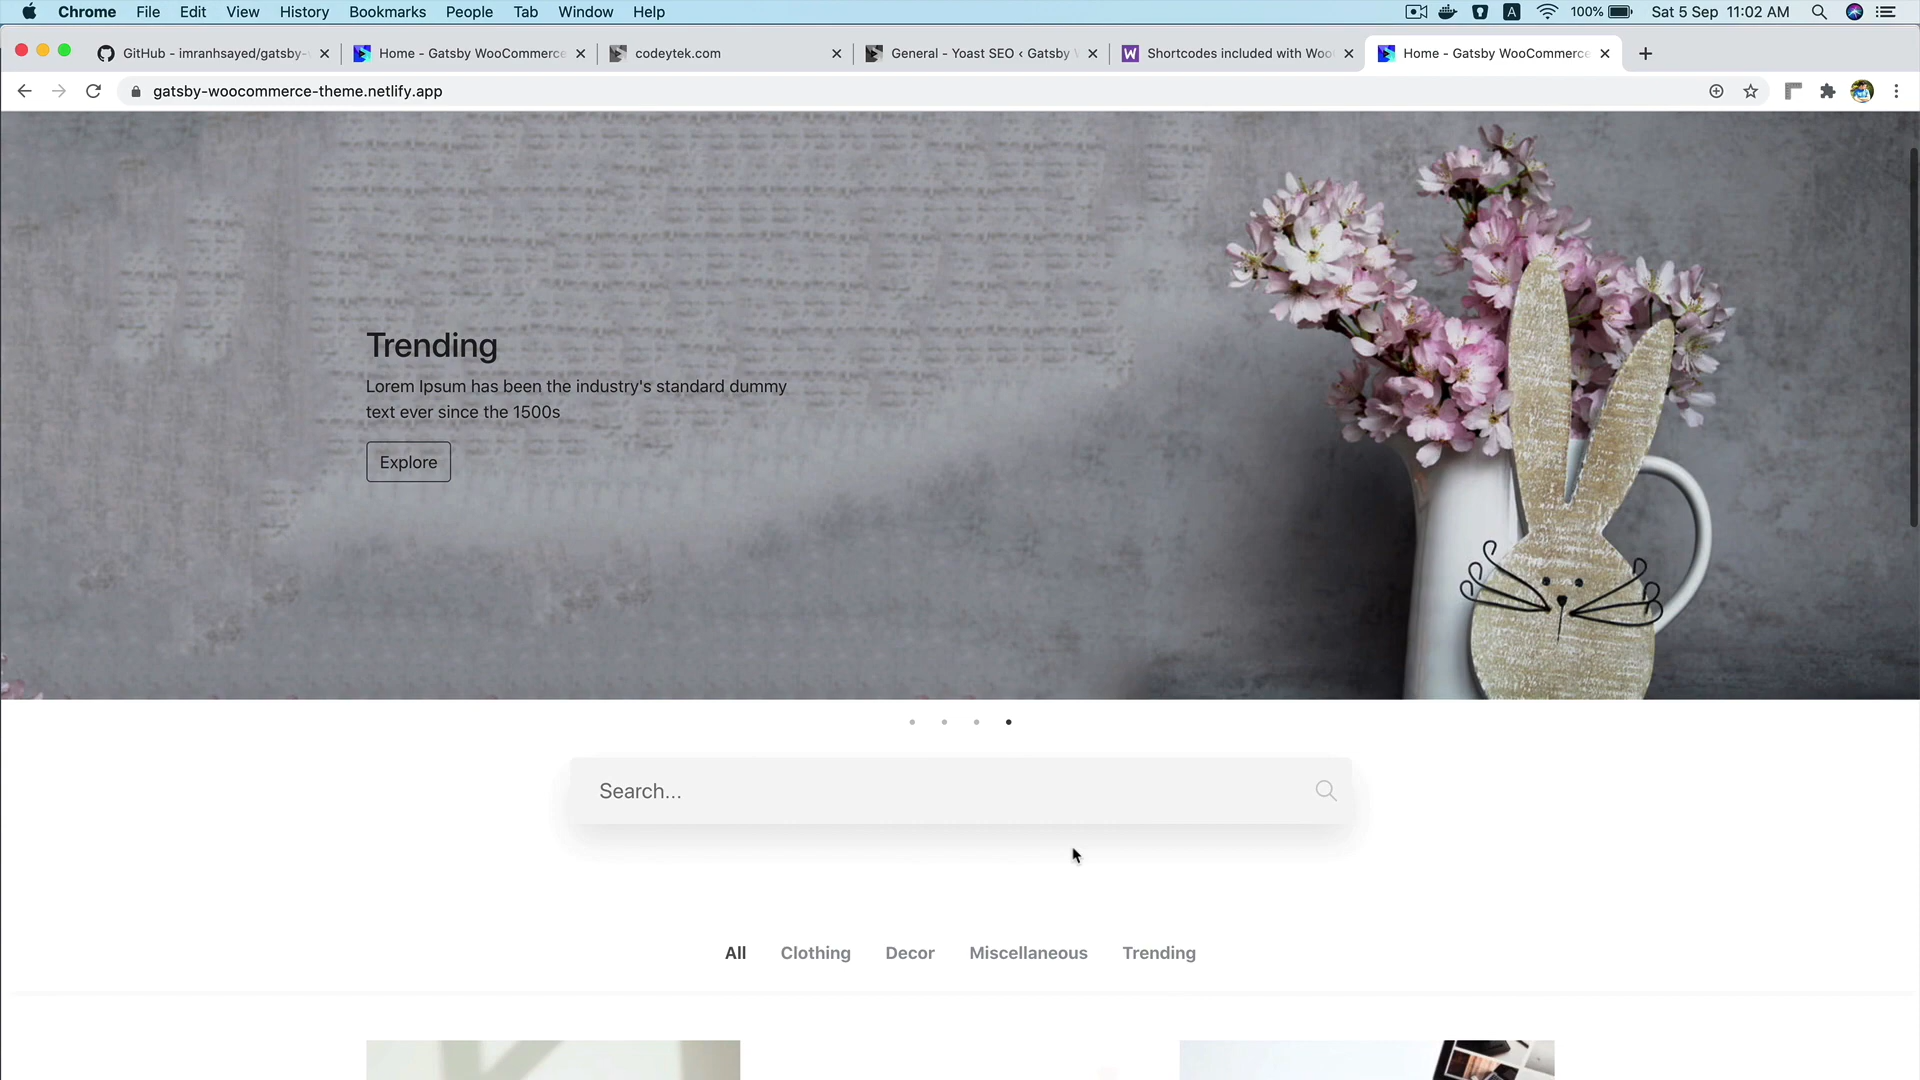 Chrome File Edit View History Bookmarks People Tab Window Help
A 100% Sat 5 Sep 11:02 AM
GitHub - imranhsayed/gatsby-
Home - Gatsby WooCommerce
codeytek.com
General - Yoast SEO ‹ Gatsby
W Shortcodes included with Woo
Home - Gatsby WooCommerce
gatsby-woocommerce-theme.netlify.app
Trending
Lorem Ipsum has been the industry's standard dummy
text ever since the 1500s
Explore
Search...
All Clothing Decor Miscellaneous Trending